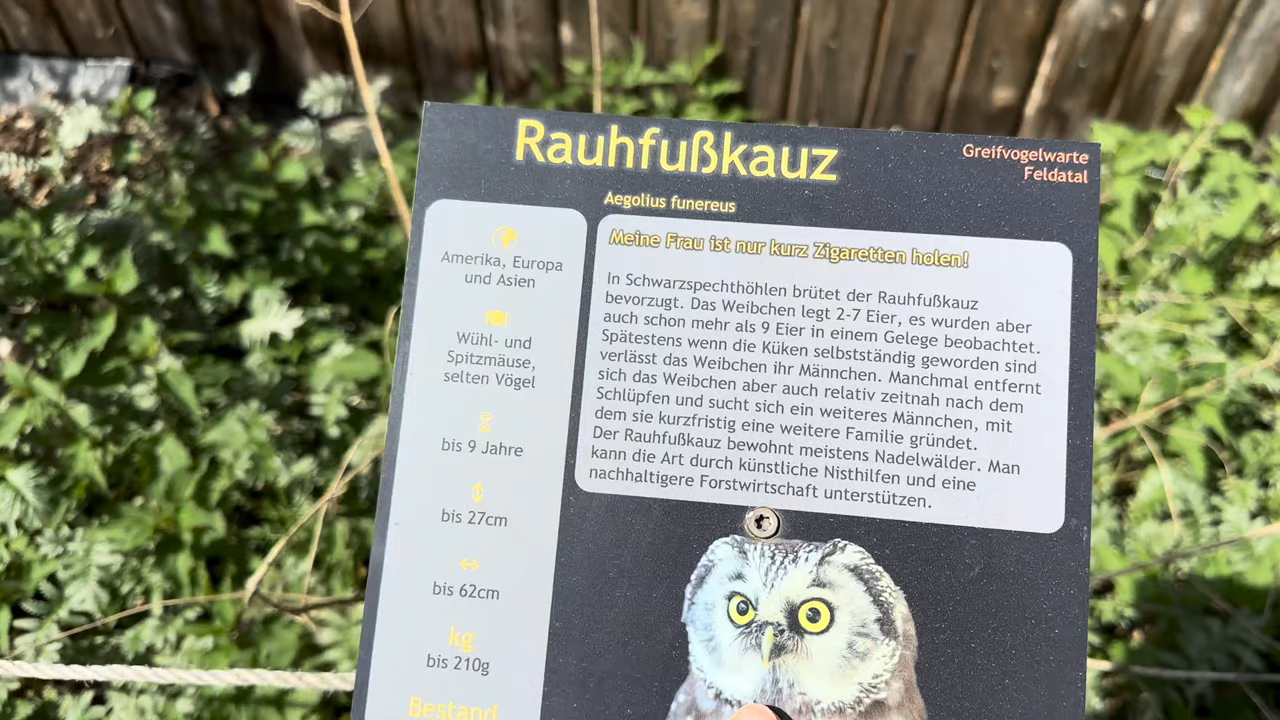 Rauhfußkauz
Greifvogelwarte
Feldatal
Aegolius funereus
Amerika, Europa
und Asien
Wühl- und
Spitzmäuse,
selten Vögel
bis 9 Jahre
bis 27cm
bis 62cm
kg
bis 210g
Bestand
Meine Frau ist nur kurz Zigaretten holen!
In Schwarzspechthöhlen brütet der Rauhfußkauz
bevorzugt. Das Weibchen legt 2-7 Eier, es wurden aber
auch schon mehr als 9 Eier in einem Gelege beobachtet.
Spätestens wenn die Küken selbstständig geworden sind
verlässt das Weibchen ihr Männchen. Manchmal entfernt
sich das Weibchen aber auch relativ zeitnah nach dem
Schlüpfen und sucht sich ein weiteres Männchen, mit
dem sie kurzfristig eine weitere Familie gründet.
Der Rauhfußkauz bewohnt meistens Nadelwälder. Man
kann die Art durch künstliche Nisthilfen und eine
nachhaltigere Forstwirtschaft unterstützen.